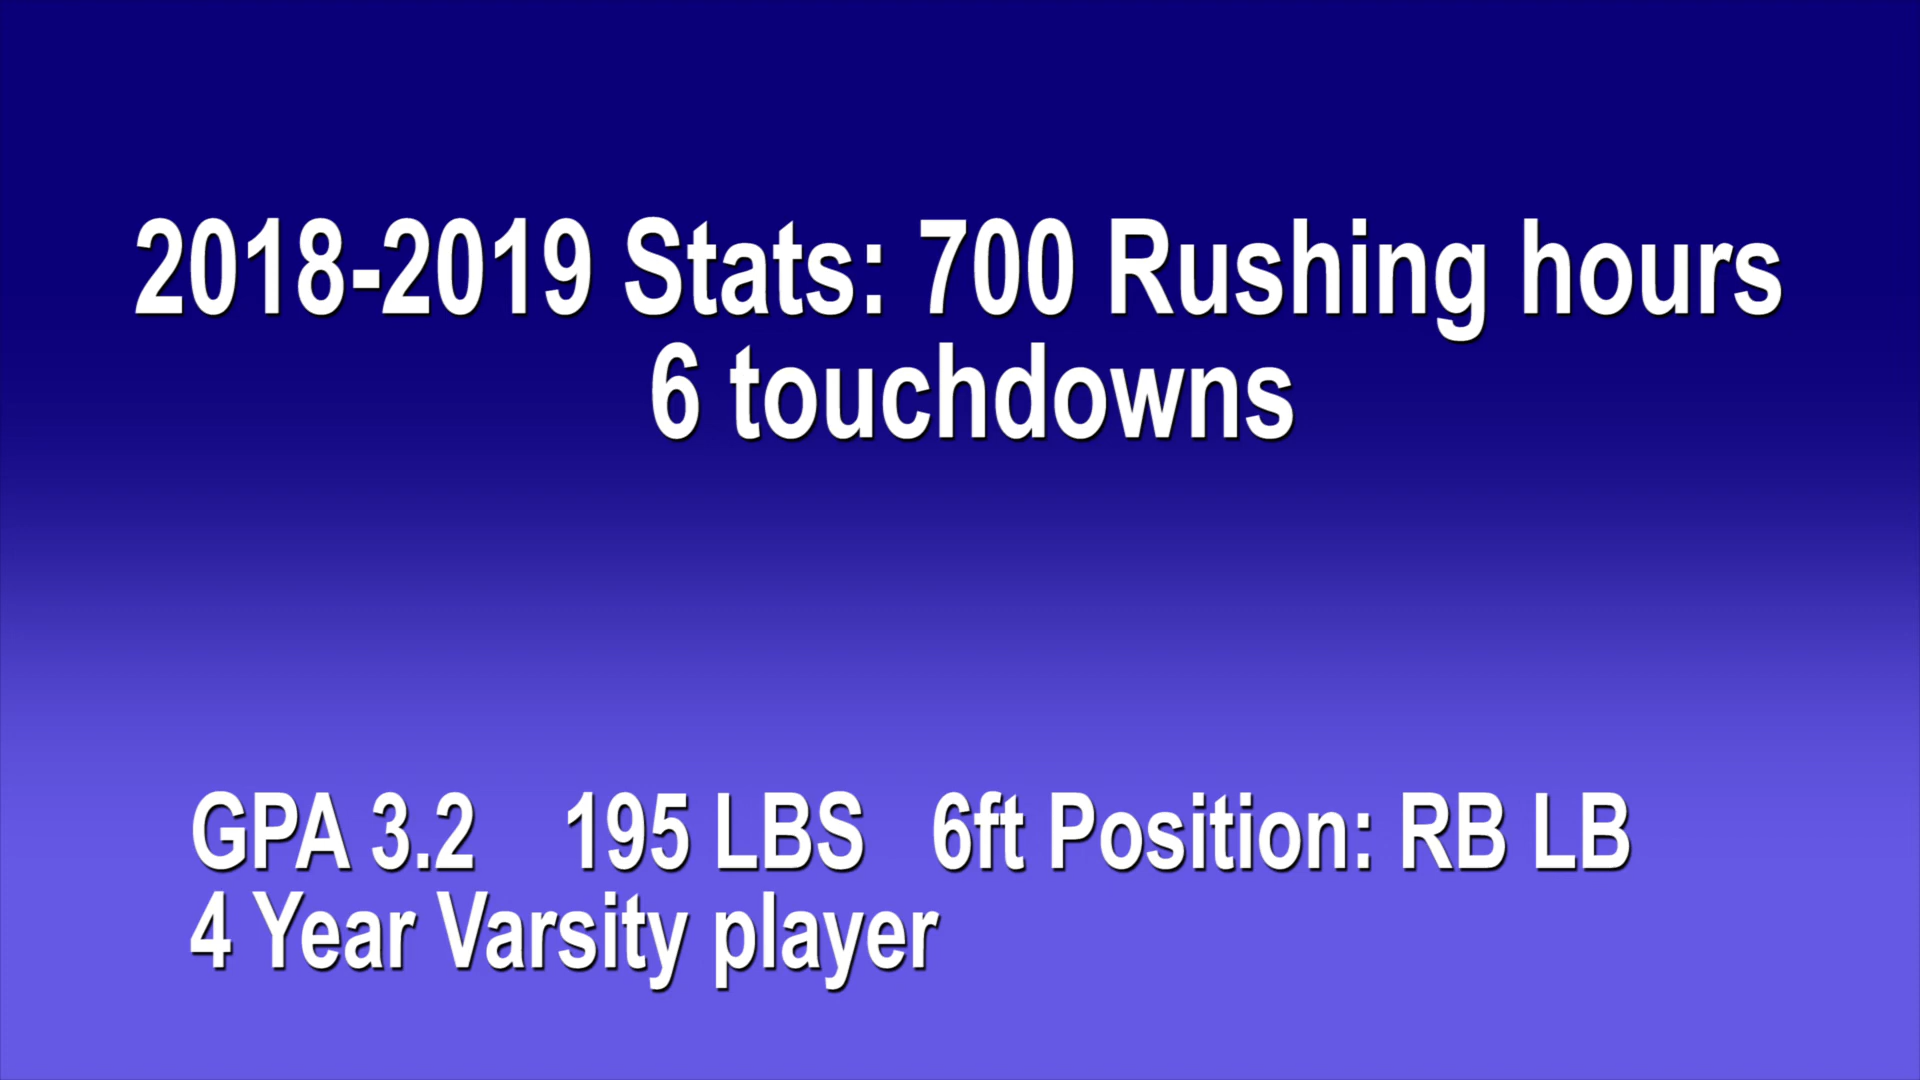 2018-2019 Stats: 700 Rushing hours
6 touchdowns
GPA 3.2 195 LBS 6ft Position: RB LB
4 Year Varsity player